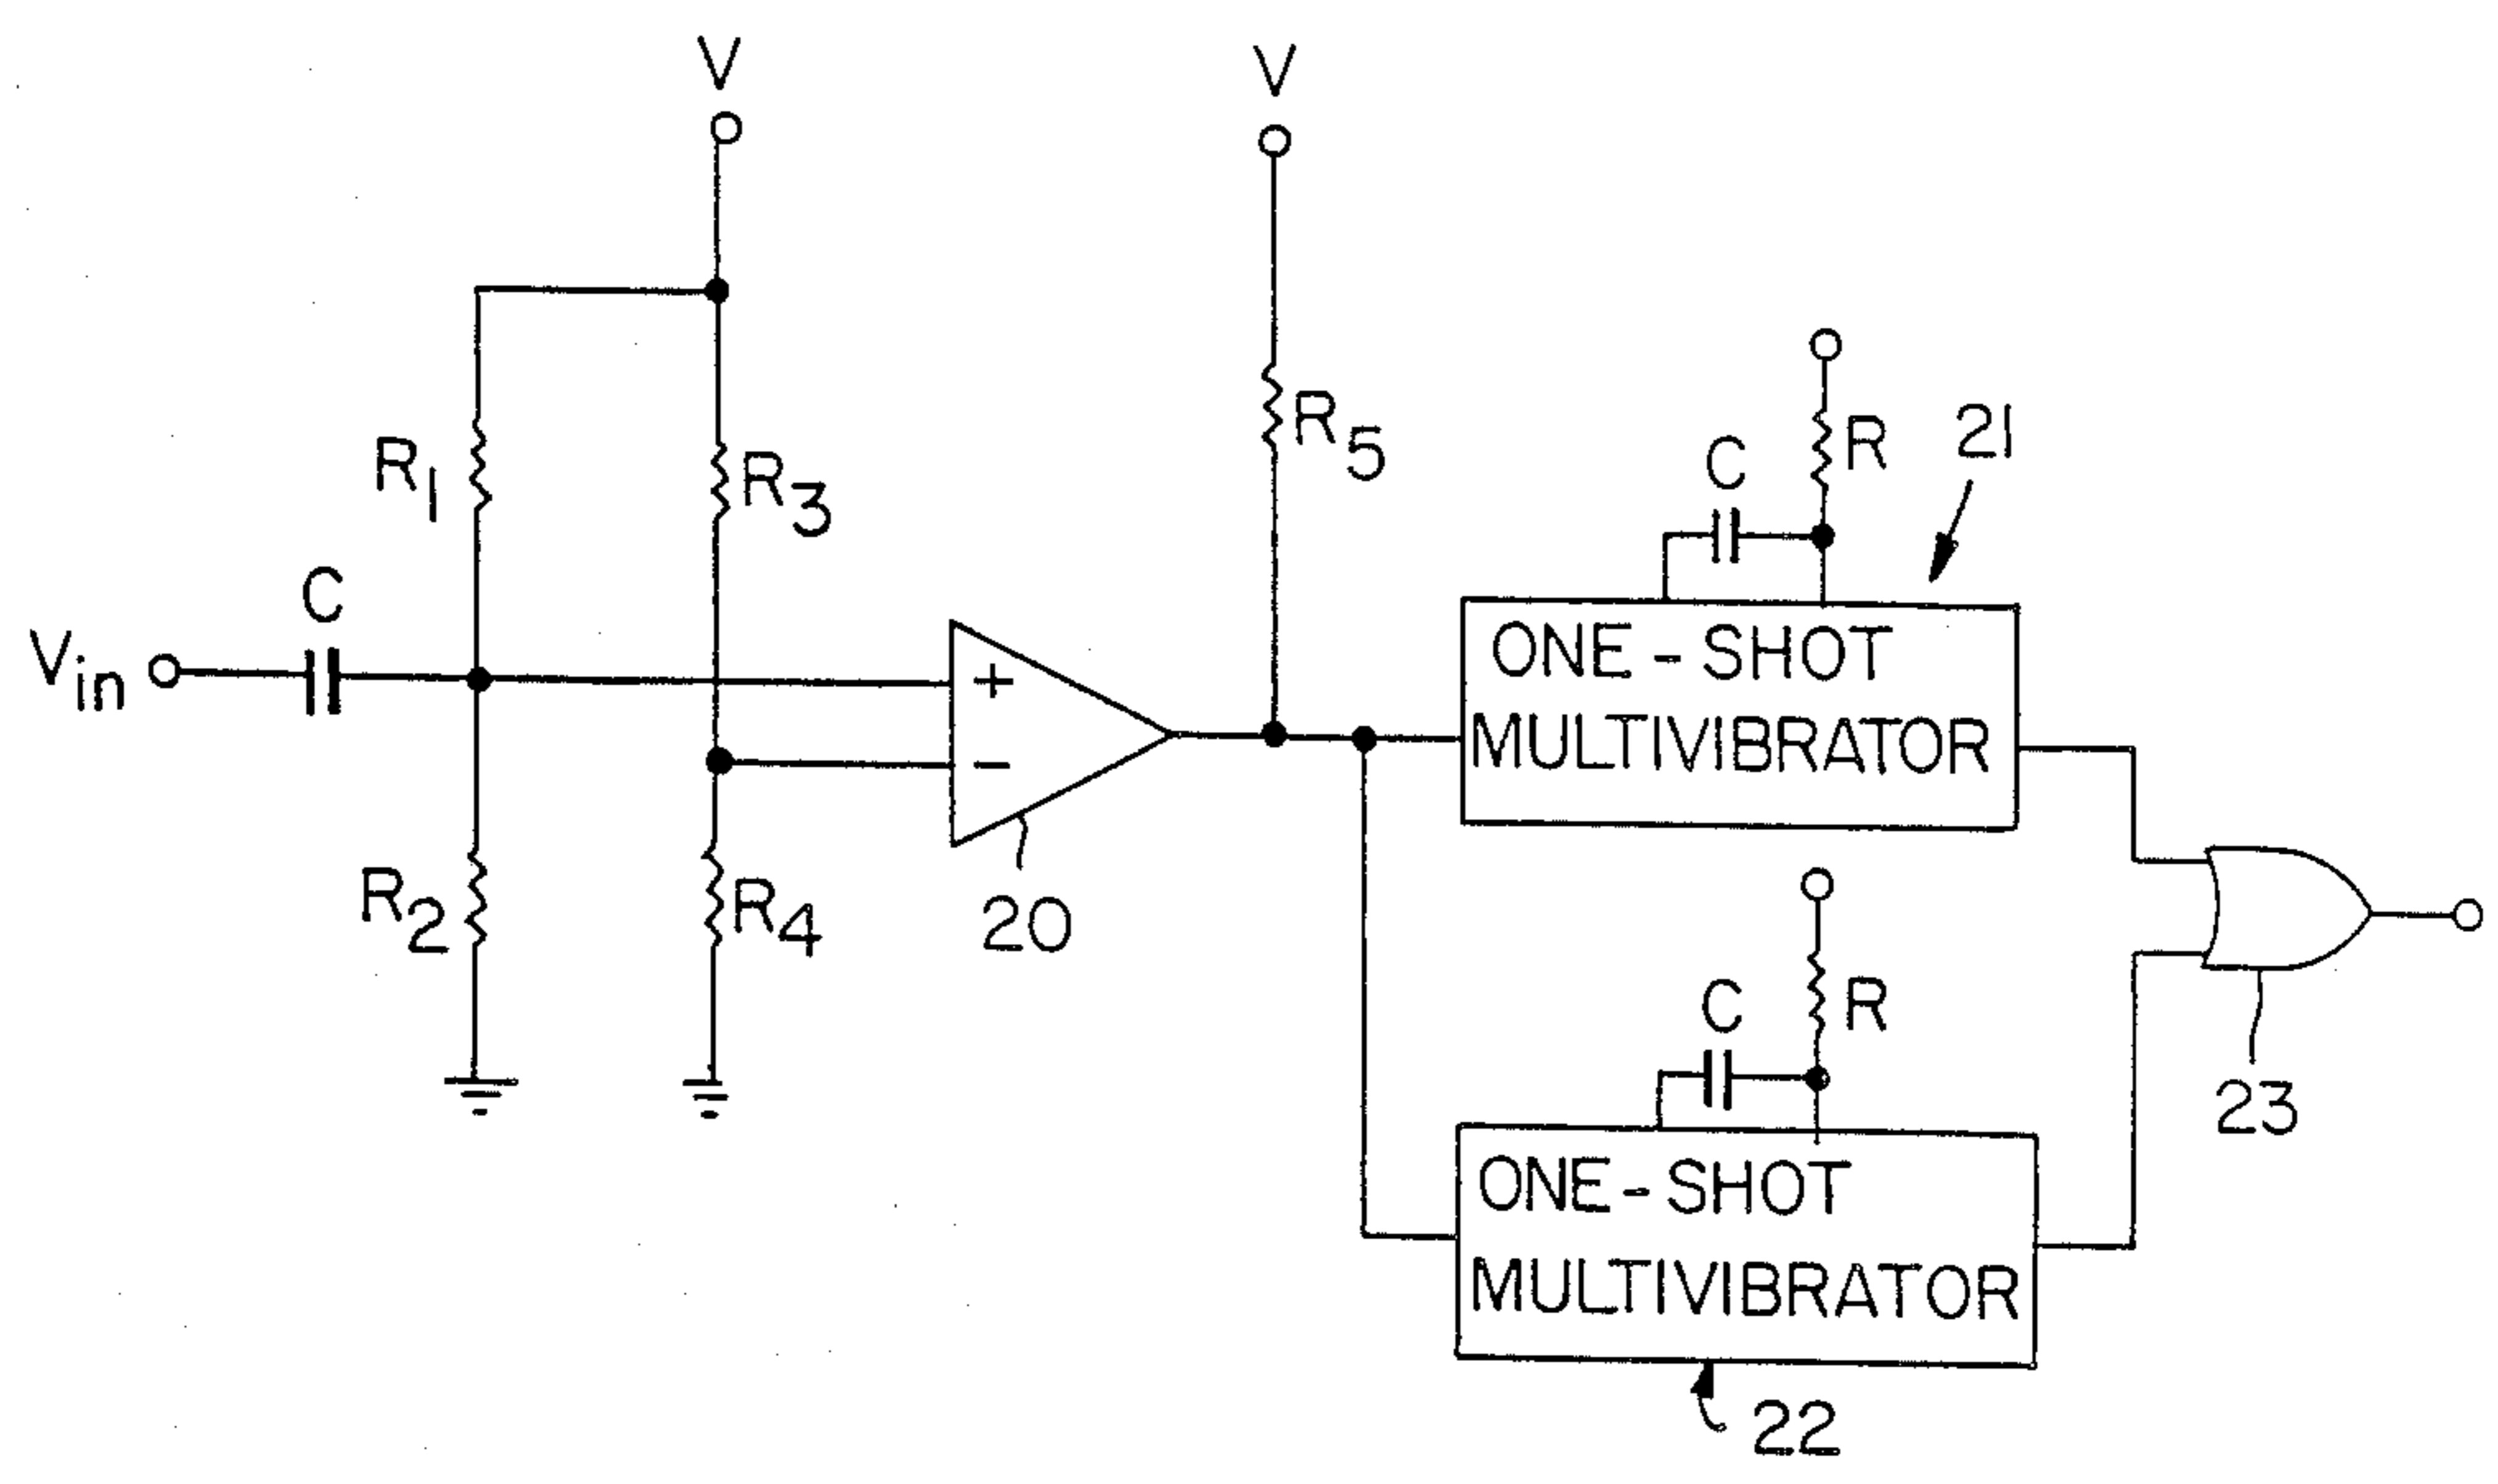 V
V
R1
R3
R5
C
R
21
C
Vin
+
ONE-SHOT
MULTIVIBRATOR
−
R2
R4
20
C
R
23
ONE-SHOT
MULTIVIBRATOR
22